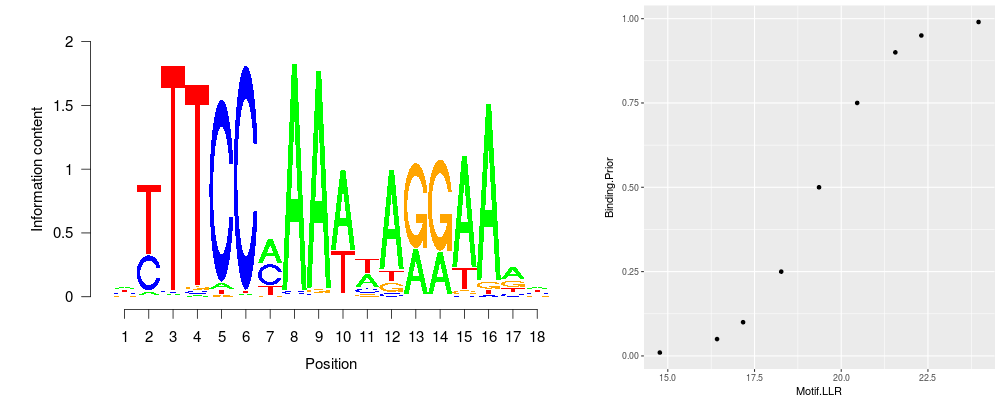 2
1.5
1
0.5
0
Information content
TTTCCAAAATAGGAA
CCATAGAATA
1 2 3 4 5 6 7 8 9 10 11 12 13 14 15 16 17 18
Position
1.00
0.75
0.50
0.25
0.00
Binding.Prior
15.0 17.5 20.0 22.5
Motif.LLR